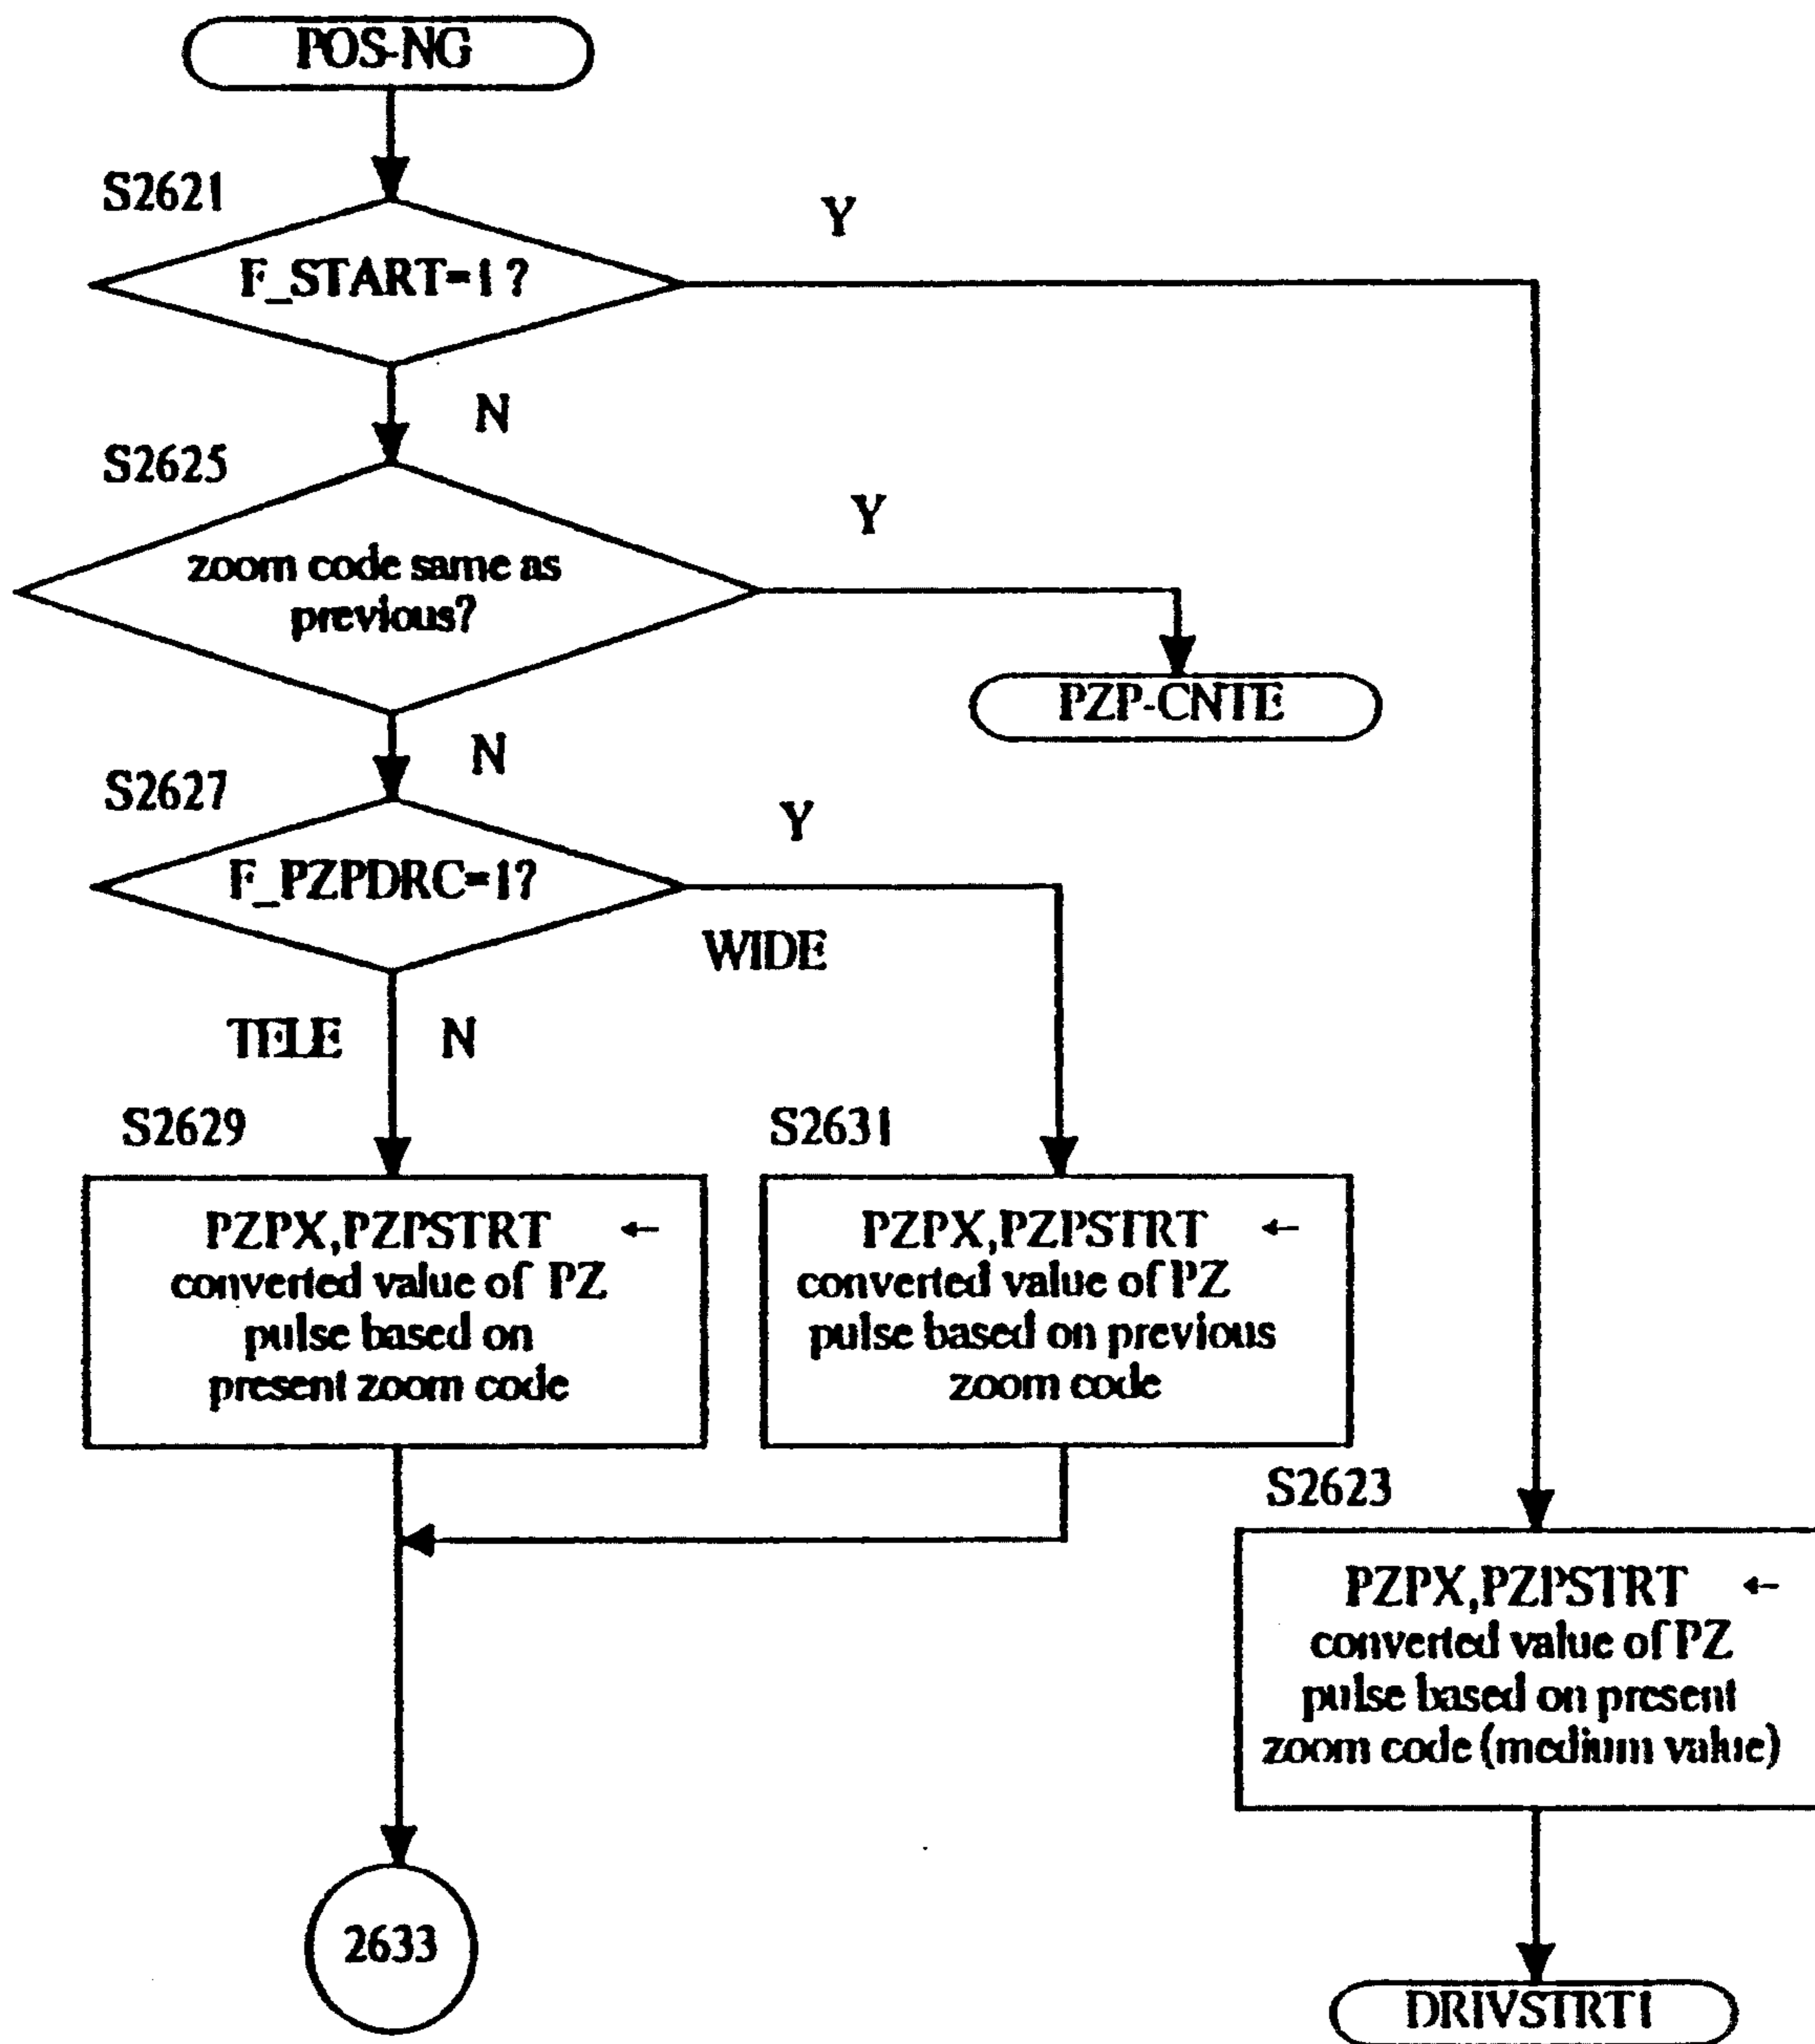 POS-NG
S2621
Y
F_START=1?
N
S2625
Y
zoom code same as
previous?
PZP-CNTE
N
S2627
Y
F_PZPDRC=1?
WIDE
TELE
N
S2629
S2631
PZPX,PZPSTRT ←
converted value of PZ
pulse based on
present zoom code
PZPX,PZPSTRT ←
converted value of PZ
pulse based on previous
zoom code
S2623
PZPX,PZPSTRT ←
converted value of PZ
pulse based on present
zoom code (medium value)
2633
DRIVSTRT1